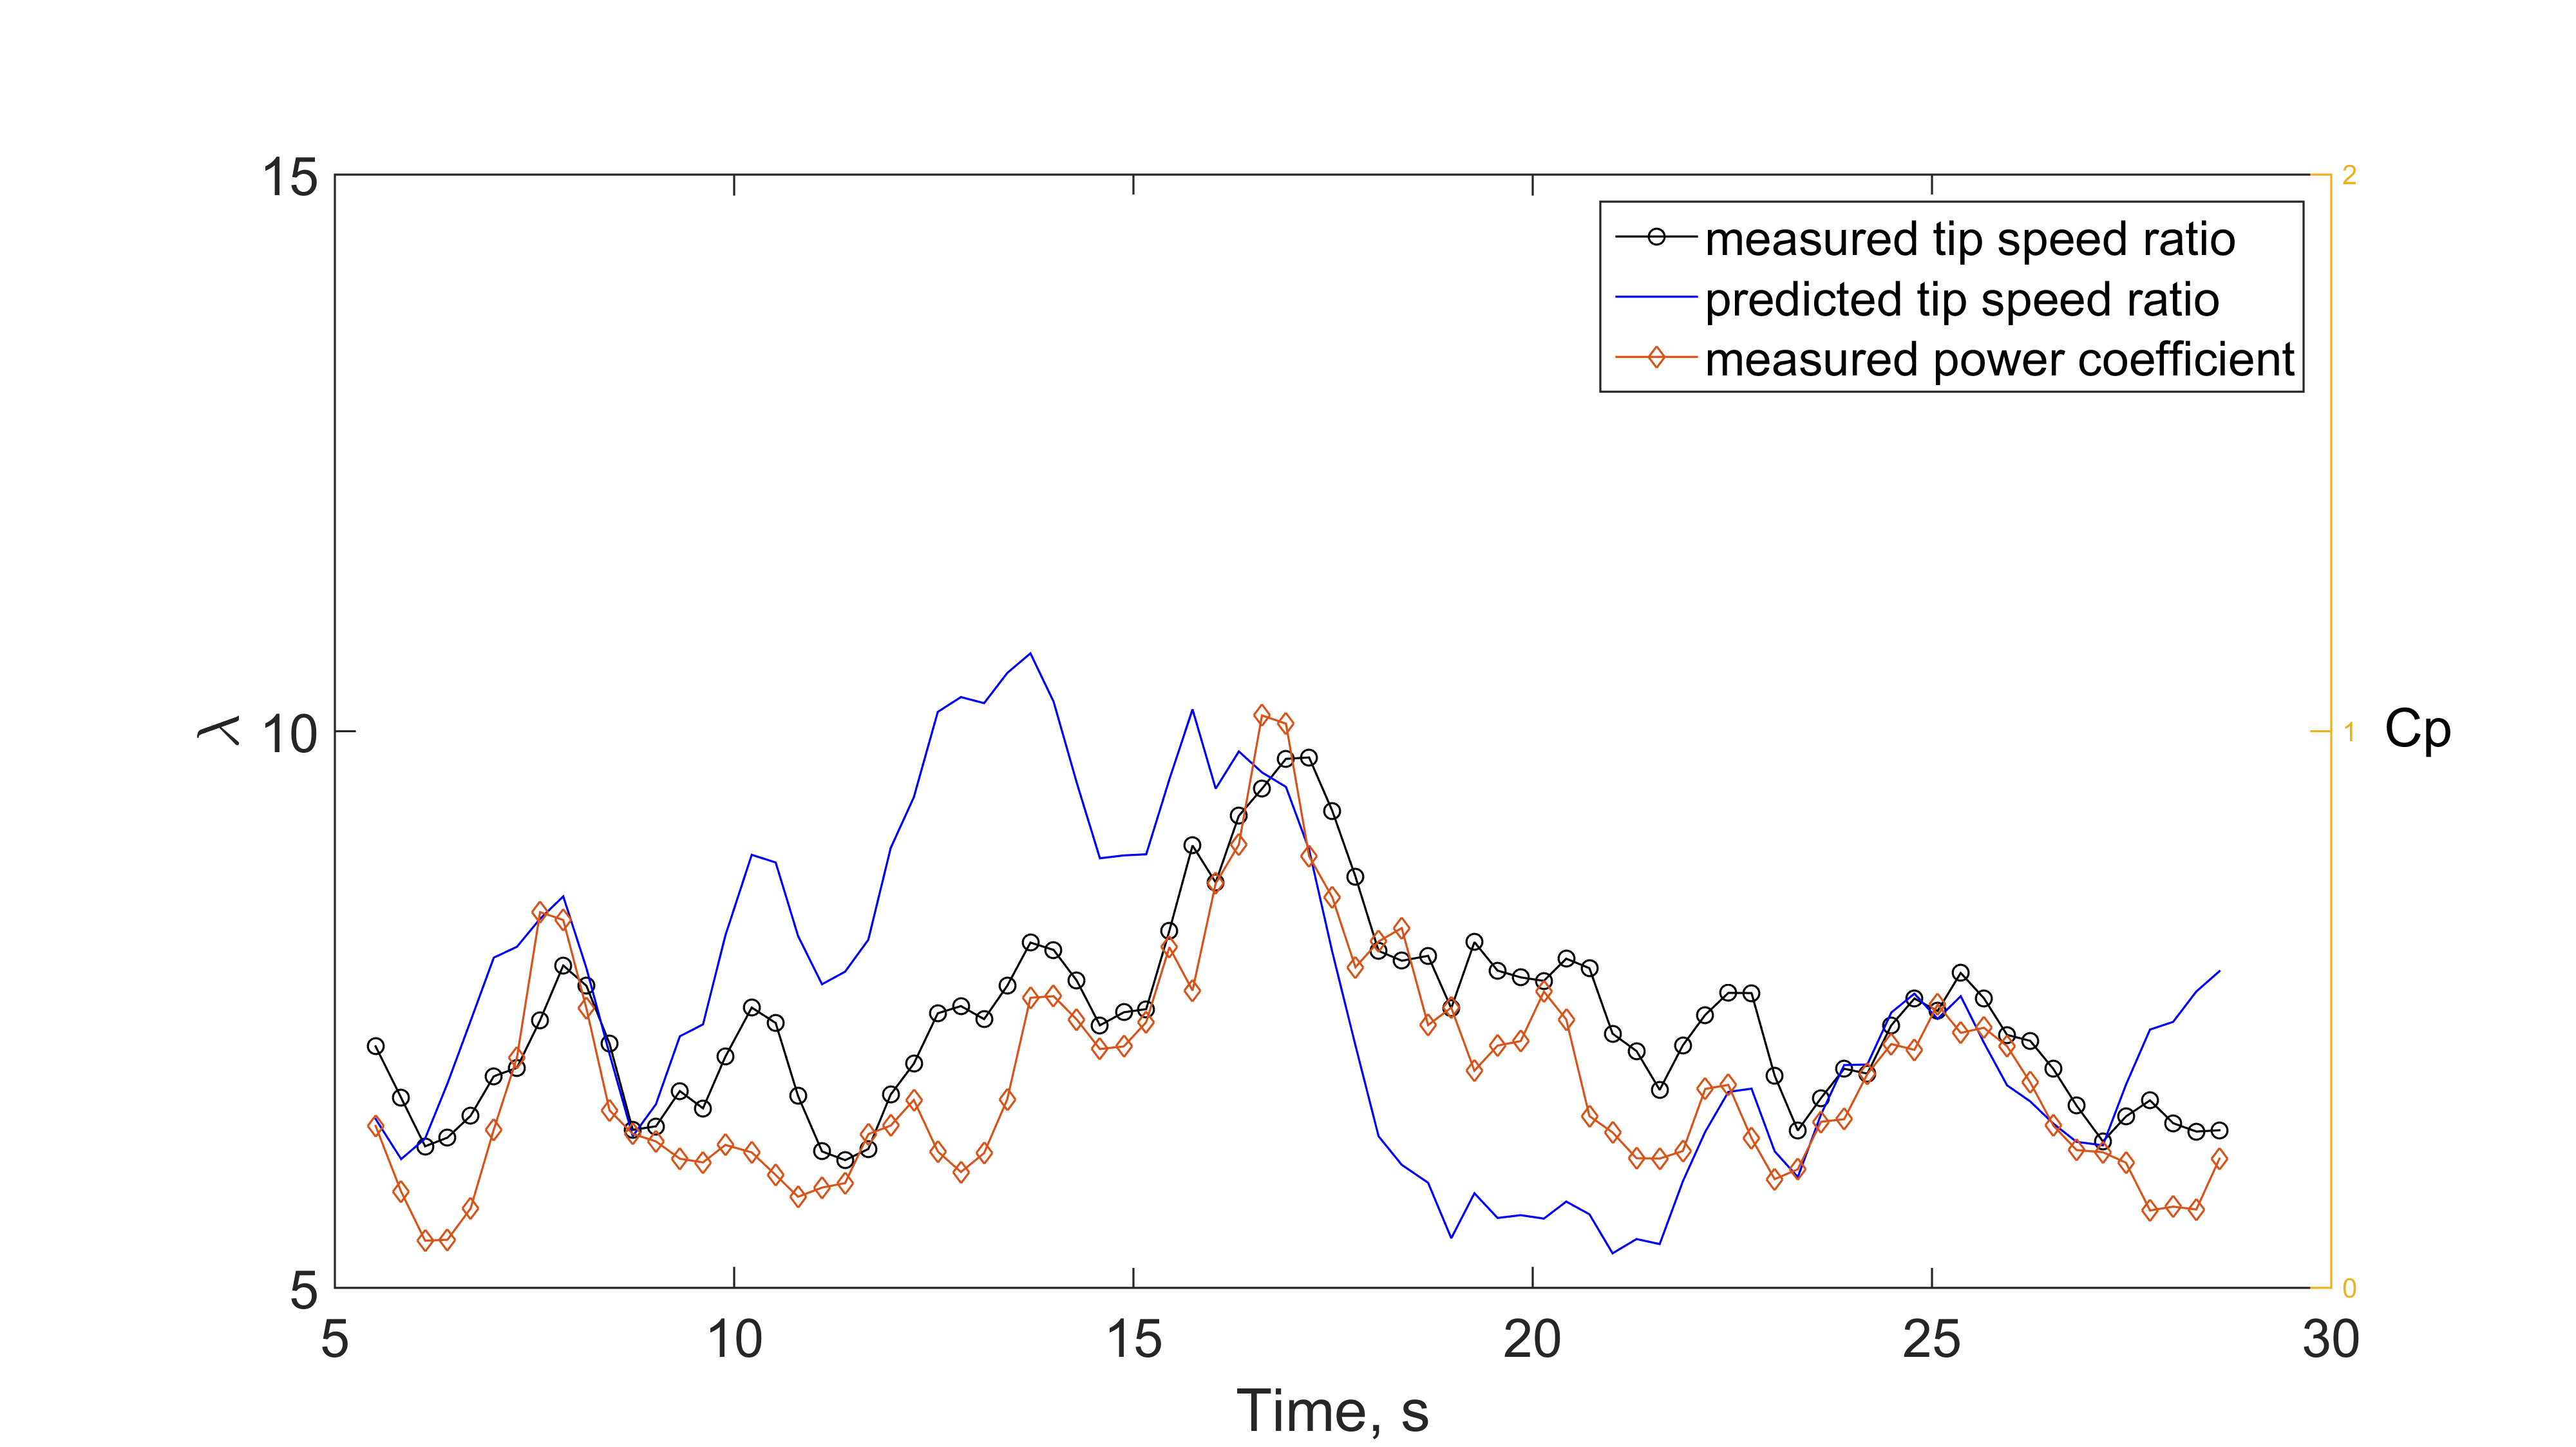 15
2
measured tip speed ratio
predicted tip speed ratio
measured power coefficient
λ
10
1
Cp
5
0
5 10 15 20 25 30
Time, s